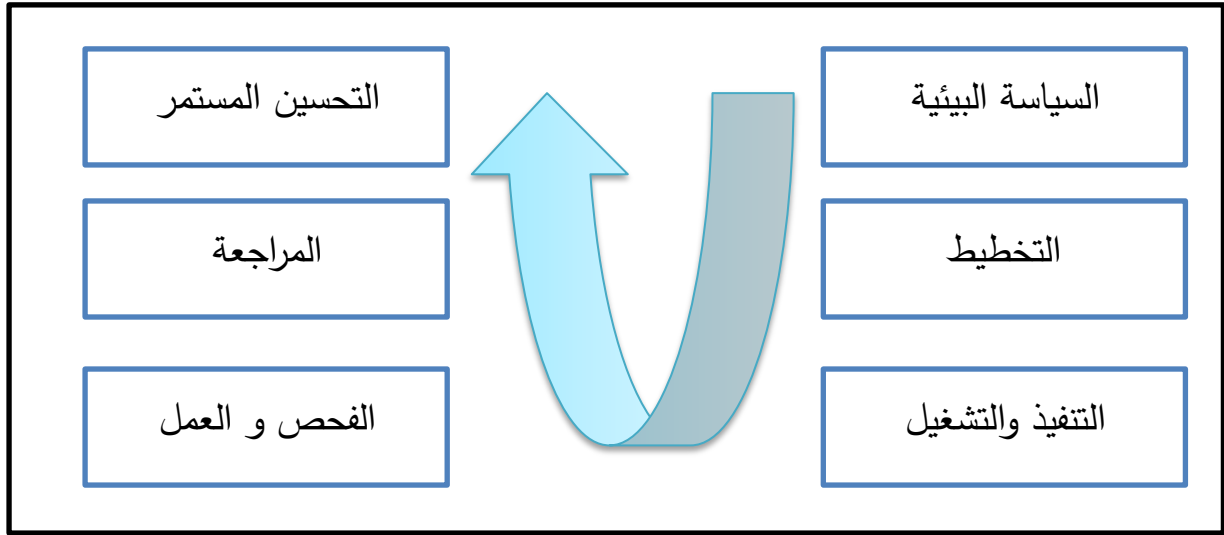 السياسة البيئية
التخطيط
التنفيذ والتشغيل
التحسين المستمر
المراجعة
الفحص و العمل